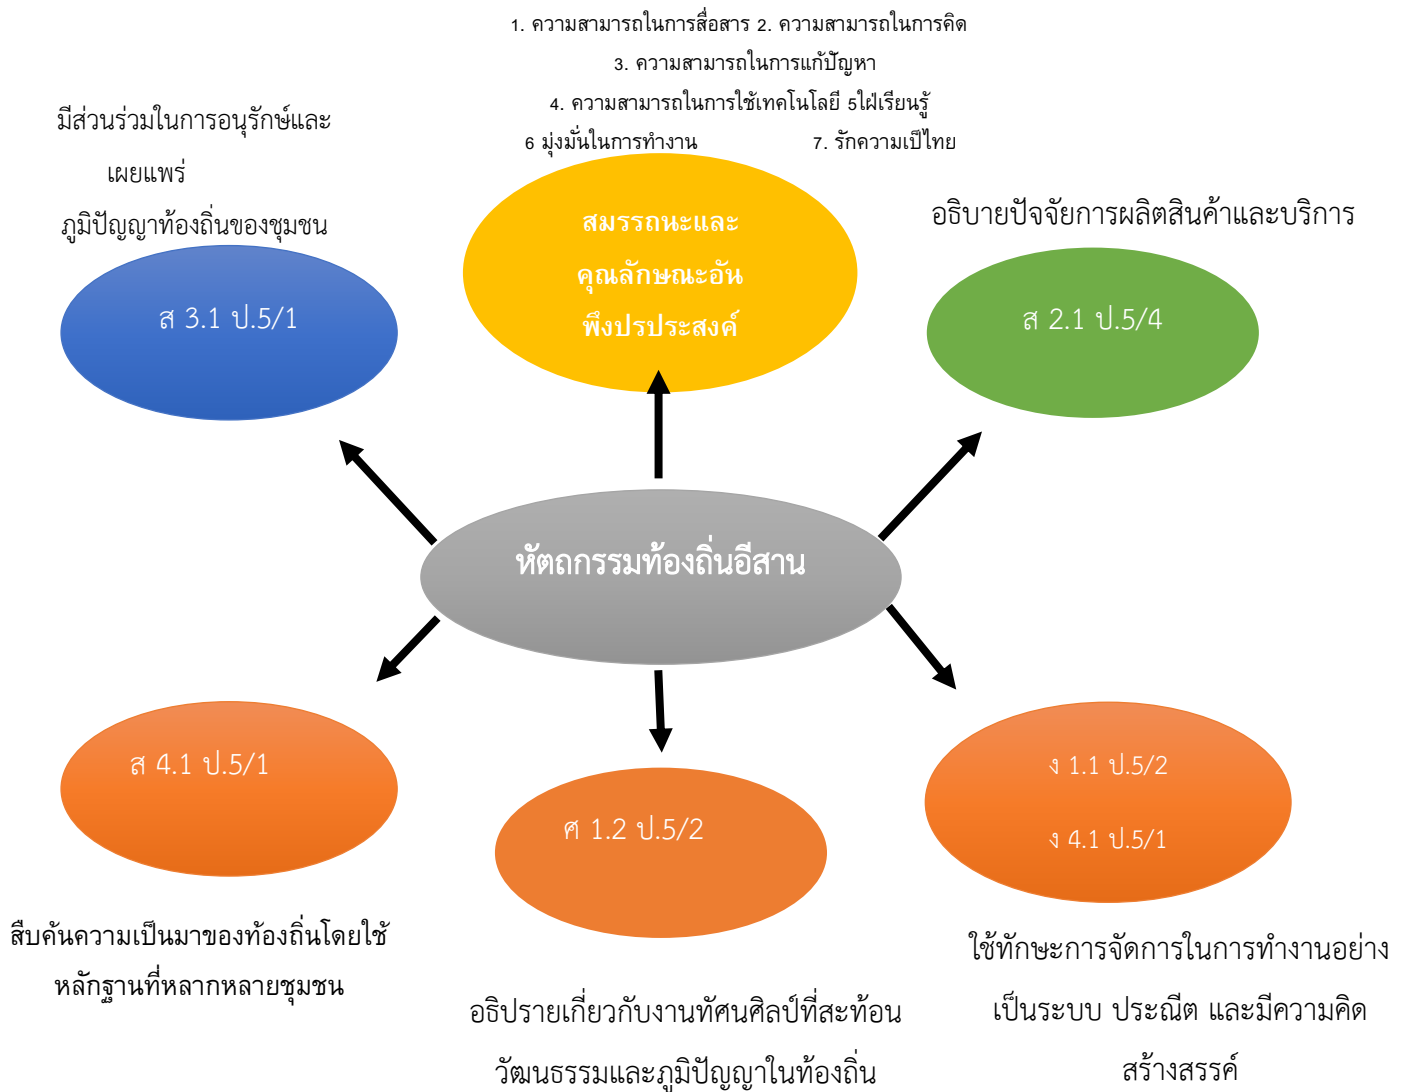 1. ความสามารถในการสื่อสาร 2. ความสามารถในการคิด
3. ความสามารถในการแก้ปัญหา
4. ความสามารถในการใช้เทคโนโลยี 5ใฝ่เรียนรู้
6 มุ่งมั่นในการทำงาน 7. รักความเป็ไทย
มีส่วนร่วมในการอนุรักษ์และ
เผยแพร่
ภูมิปัญญาท้องถิ่นของชุมชน
สมรรถนะและ
คุณลักษณะอัน
พึงปรประสงค์
อธิบายปัจจัยการผลิตสินค้าและบริการ
ส 3.1 ป.5/1
ส 2.1 ป.5/4
หัตถกรรมท้องถิ่นอีสาน
ส 4.1 ป.5/1
ศ 1.2 ป.5/2
ง 1.1 ป.5/2
ง 4.1 ป.5/1
สืบค้นความเป็นมาของท้องถิ่นโดยใช้
หลักฐานที่หลากหลายชุมชน
อธิปรายเกี่ยวกับงานทัศนศิลป์ที่สะท้อน
วัฒนธรรมและภูมิปัญญาในท้องถิ่น
ใช้ทักษะการจัดการในการทำงานอย่าง
เป็นระบบ ประณีต และมีความคิด
สร้างสรรค์